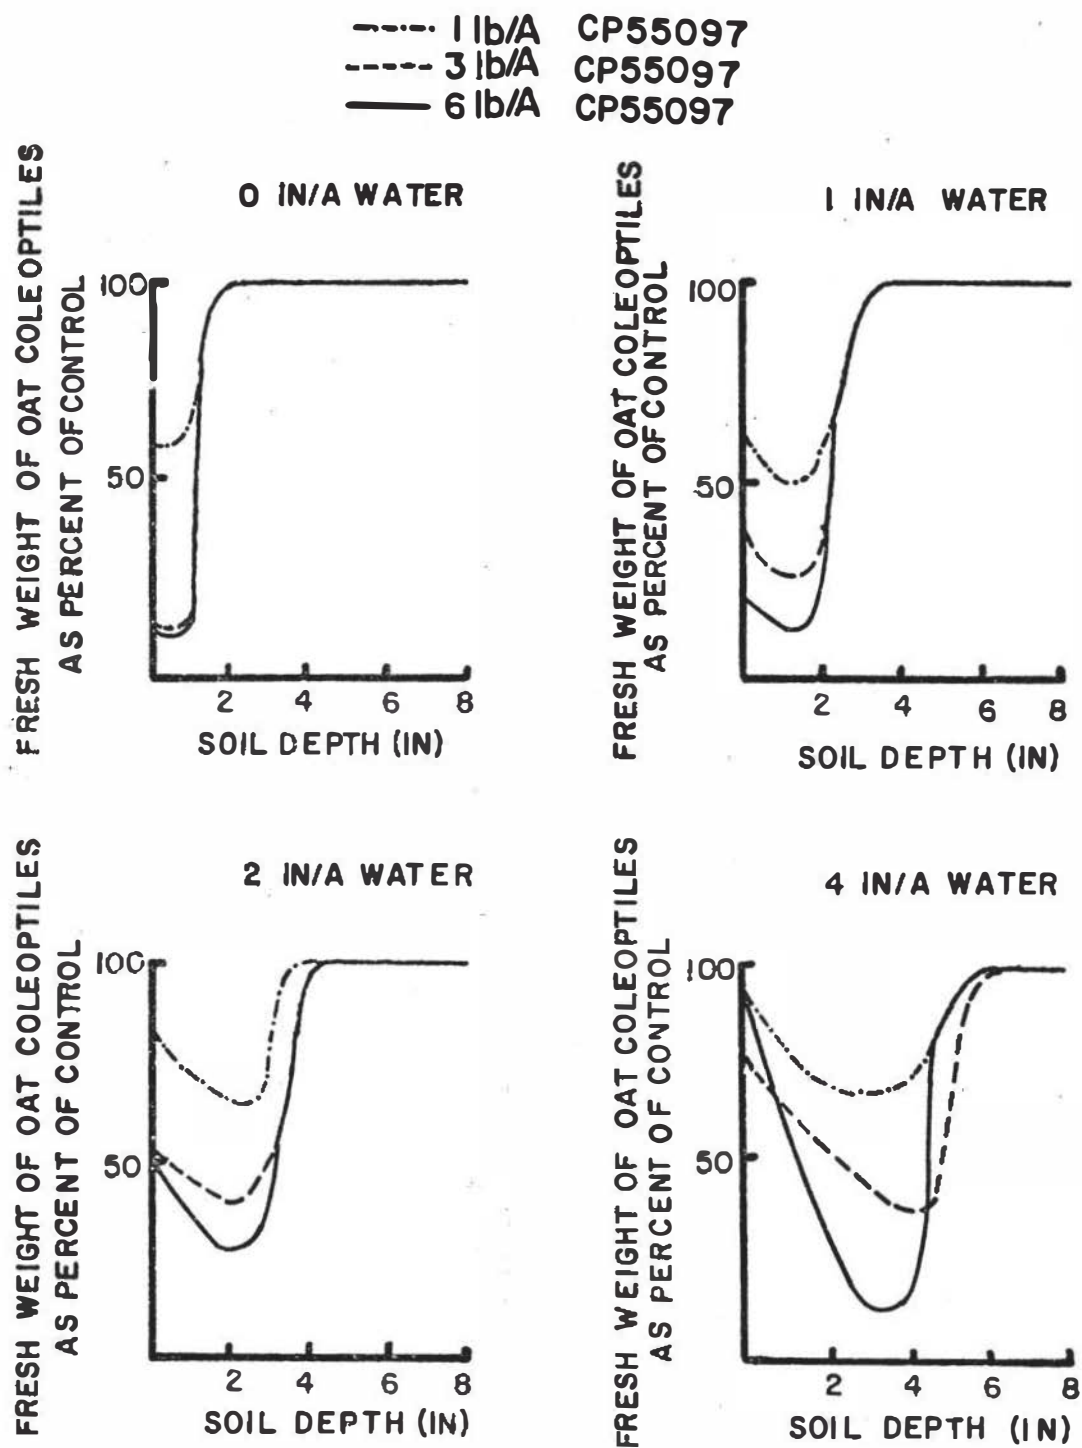 1 lb/A CP55097
3 lb/A CP55097
6 lb/A CP55097
0 IN/A WATER
FRESH WEIGHT OF OAT COLEOPTILES
AS PERCENT OF CONTROL
100
50
2 4 6 8
SOIL DEPTH (IN)
1 IN/A WATER
FRESH WEIGHT OF OAT COLEOPTILES
AS PERCENT OF CONTROL
100
50
2 4 6 8
SOIL DEPTH (IN)
2 IN/A WATER
FRESH WEIGHT OF OAT COLEOPTILES
AS PERCENT OF CONTROL
100
50
2 4 6 8
SOIL DEPTH (IN)
4 IN/A WATER
FRESH WEIGHT OF OAT COLEOPTILES
AS PERCENT OF CONTROL
100
50
2 4 6 8
SOIL DEPTH (IN)